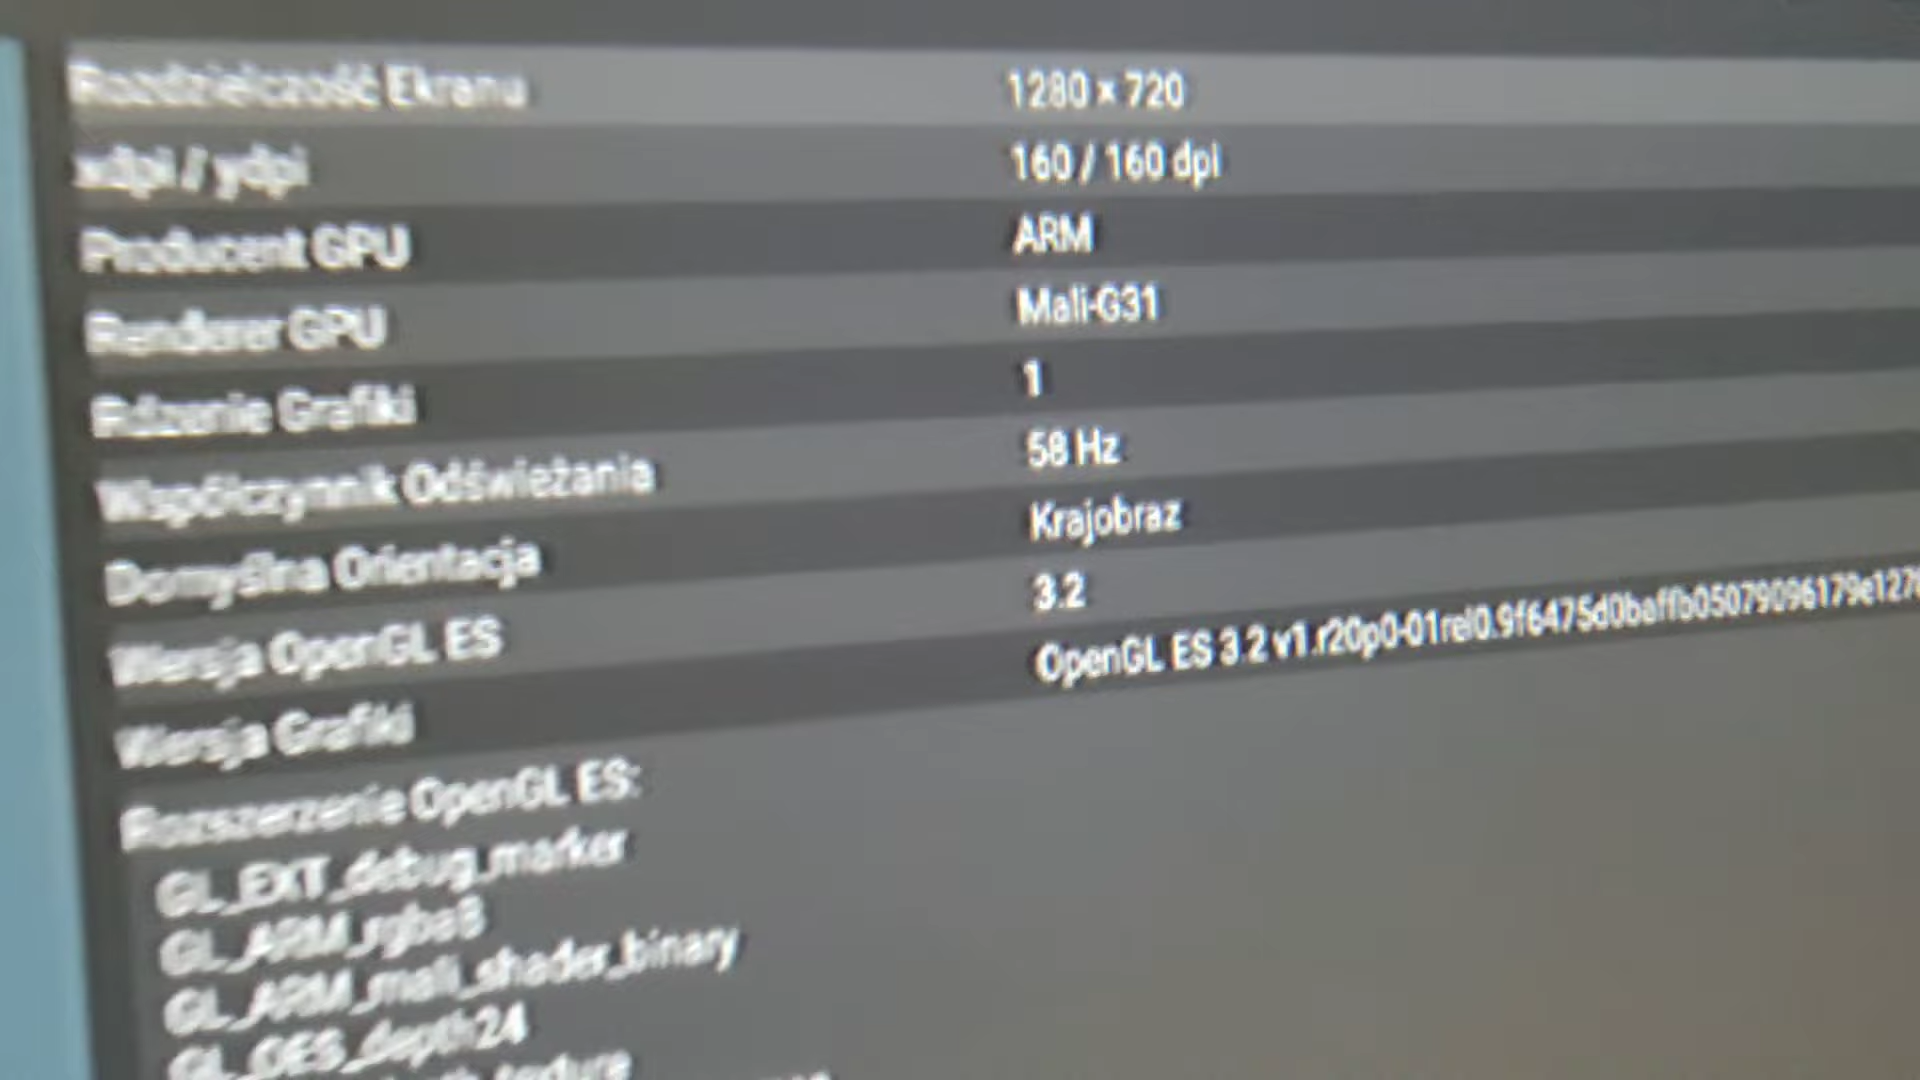 Rozdzielczość Ekranu 1280 × 720
xdpi / ydpi 160 / 160 dpi
Producent GPU ARM
Renderer GPU Mali-G31
Rdzenie Grafiki 1
Współczynnik Odświeżania 58 Hz
Domyślna Orientacja Krajobraz
Wersja OpenGL ES 3.2
Wersja Grafiki OpenGL ES 3.2 v1.r20p0-01rel0.9f6475d0baffb05079096179e127
Rozszerzenie OpenGL ES:
GL_EXT_debug_marker
GL_ARM_rgba8
GL_ARM_mali_shader_binary
GL_OES_depth24